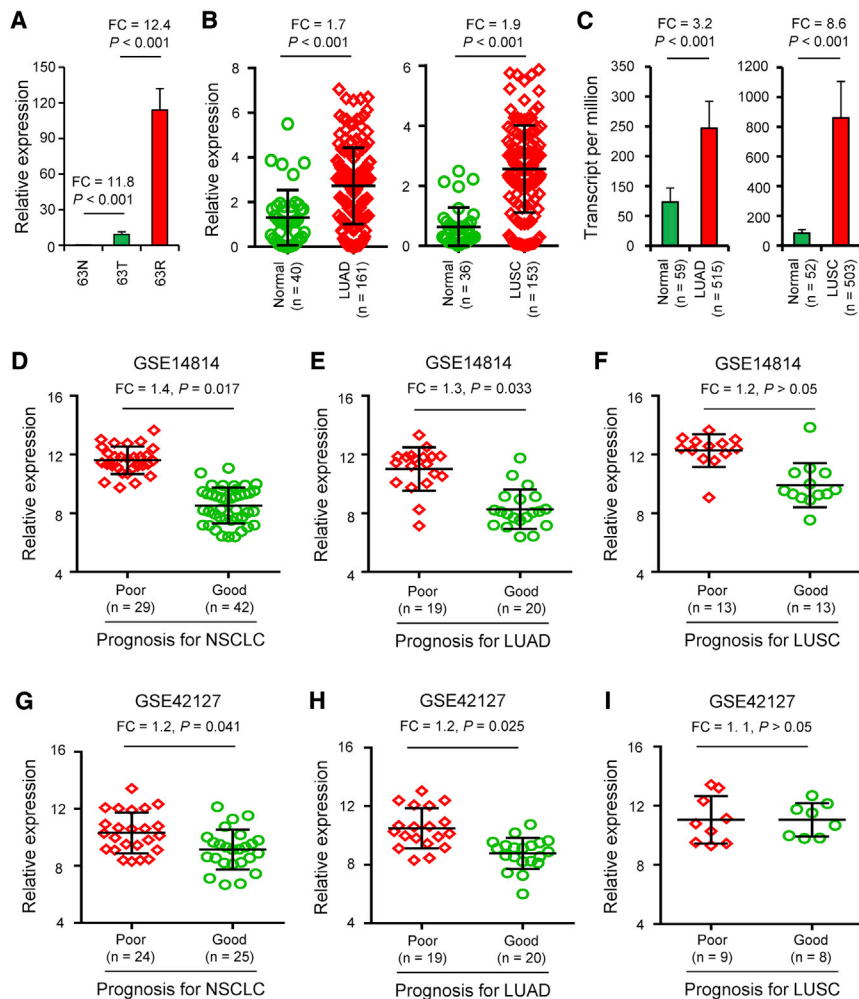 A
FC = 12.4
P < 0.001
Relative expression
150
120
90
60
30
0
FC = 11.8
P < 0.001
63N
63T
63R
B
FC = 1.7
P < 0.001
Relative expression
8
6
4
2
0
Normal
(n = 40)
LUAD
(n = 161)
FC = 1.9
P < 0.001
6
4
2
0
Normal
(n = 36)
LUSC
(n = 153)
C
FC = 3.2
P < 0.001
Transcript per million
350
300
250
200
150
100
50
0
Normal
(n = 59)
LUAD
(n = 515)
FC = 8.6
P < 0.001
1200
1000
800
600
400
200
0
Normal
(n = 52)
LUSC
(n = 503)
D
GSE14814
FC = 1.4, P = 0.017
Relative expression
16
12
8
4
Poor
(n = 29)
Good
(n = 42)
Prognosis for NSCLC
E
GSE14814
FC = 1.3, P = 0.033
Relative expression
16
12
8
4
Poor
(n = 19)
Good
(n = 20)
Prognosis for LUAD
F
GSE14814
FC = 1.2, P > 0.05
Relative expression
16
12
8
4
Poor
(n = 13)
Good
(n = 13)
Prognosis for LUSC
G
GSE42127
FC = 1.2, P = 0.041
Relative expression
16
12
8
4
Poor
(n = 24)
Good
(n = 25)
Prognosis for NSCLC
H
GSE42127
FC = 1.2, P = 0.025
Relative expression
16
12
8
4
Poor
(n = 19)
Good
(n = 20)
Prognosis for LUAD
I
GSE42127
FC = 1. 1, P > 0.05
Relative expression
16
12
8
4
Poor
(n = 9)
Good
(n = 8)
Prognosis for LUSC